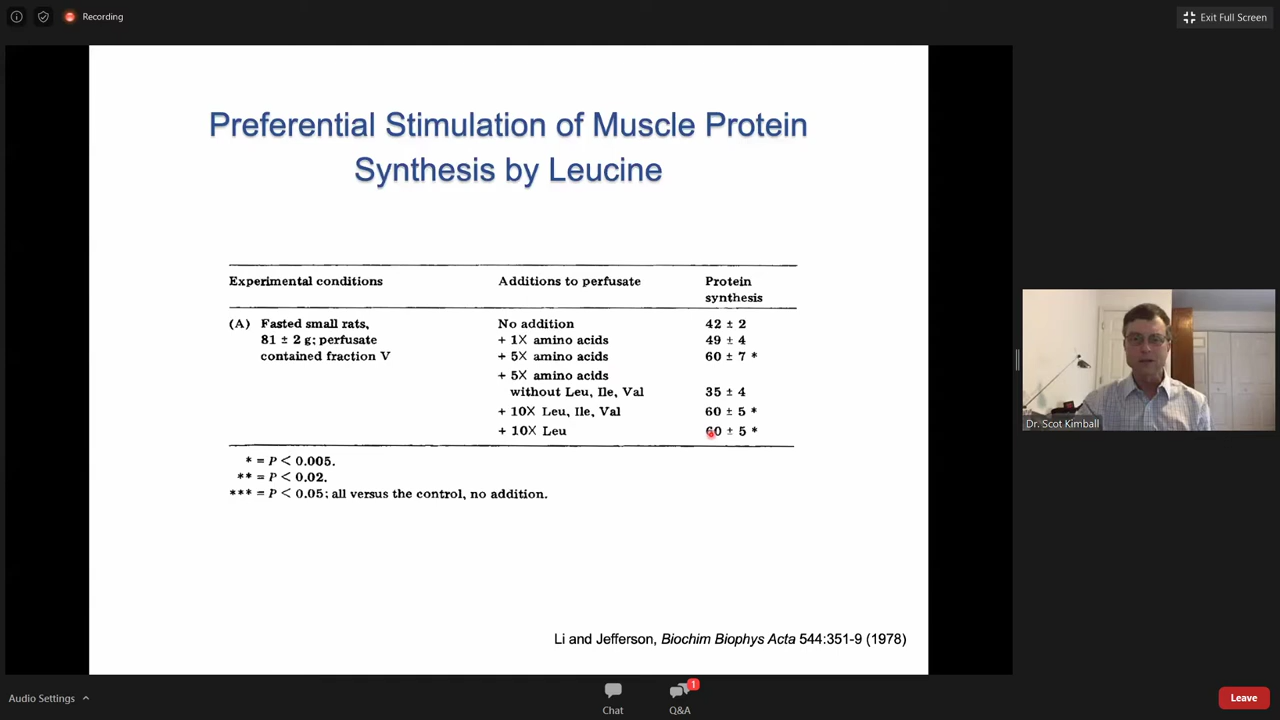 Recording
Exit Full Screen
Preferential Stimulation of Muscle Protein
Synthesis by Leucine
Experimental conditions Additions to perfusate Protein
synthesis
(A) Fasted small rats, No addition 42 ± 2
81 ± 2 g; perfusate + 1X amino acids 49 ± 4
contained fraction V + 5X amino acids 60 ± 7 *
+ 5X amino acids
without Leu, Ile, Val 35 ± 4
+ 10X Leu, Ile, Val 60 ± 5 *
+ 10X Leu 60 ± 5 *
* = P < 0.005.
** = P < 0.02.
*** = P < 0.05; all versus the control, no addition.
Dr. Scot Kimball
Li and Jefferson, Biochim Biophys Acta 544:351-9 (1978)
Audio Settings
Chat
1
Q&A
Leave